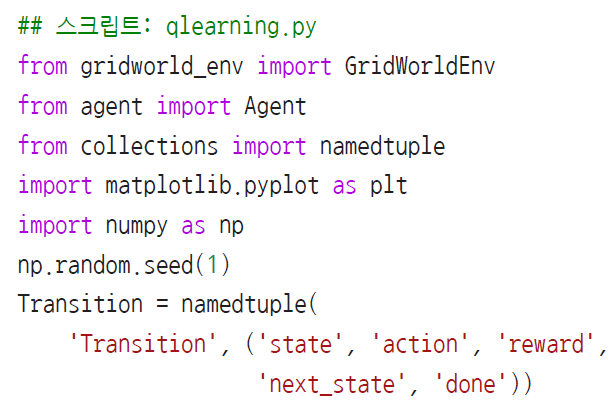 ## 스크립트: qlearning.py
from gridworld_env import GridWorldEnv
from agent import Agent
from collections import namedtuple
import matplotlib.pyplot as plt
import numpy as np
np.random.seed(1)
Transition = namedtuple(
    'Transition', ('state', 'action', 'reward',
                   'next_state', 'done'))